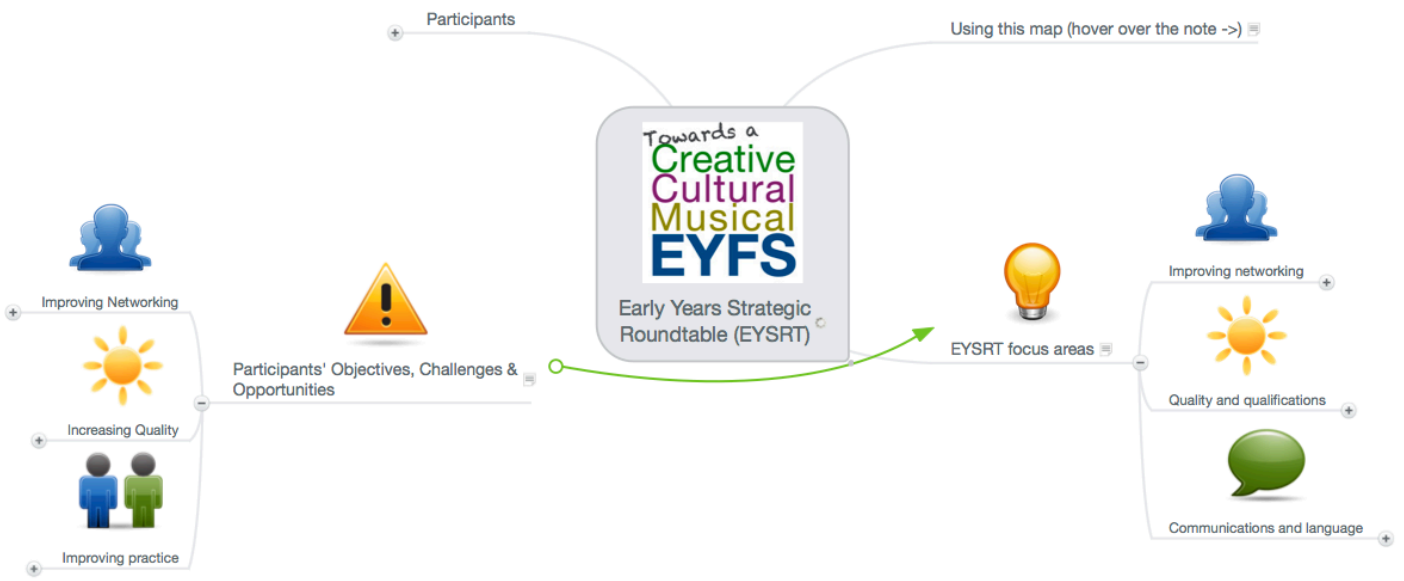 Participants
Using this map (hover over the note ->)
Towards a
Creative
Cultural
Musical
EYFS
Early Years Strategic
Roundtable (EYSRT)
Participants' Objectives, Challenges &
Opportunities
Improving Networking
Increasing Quality
Improving practice
EYSRT focus areas
Improving networking
Quality and qualifications
Communications and language